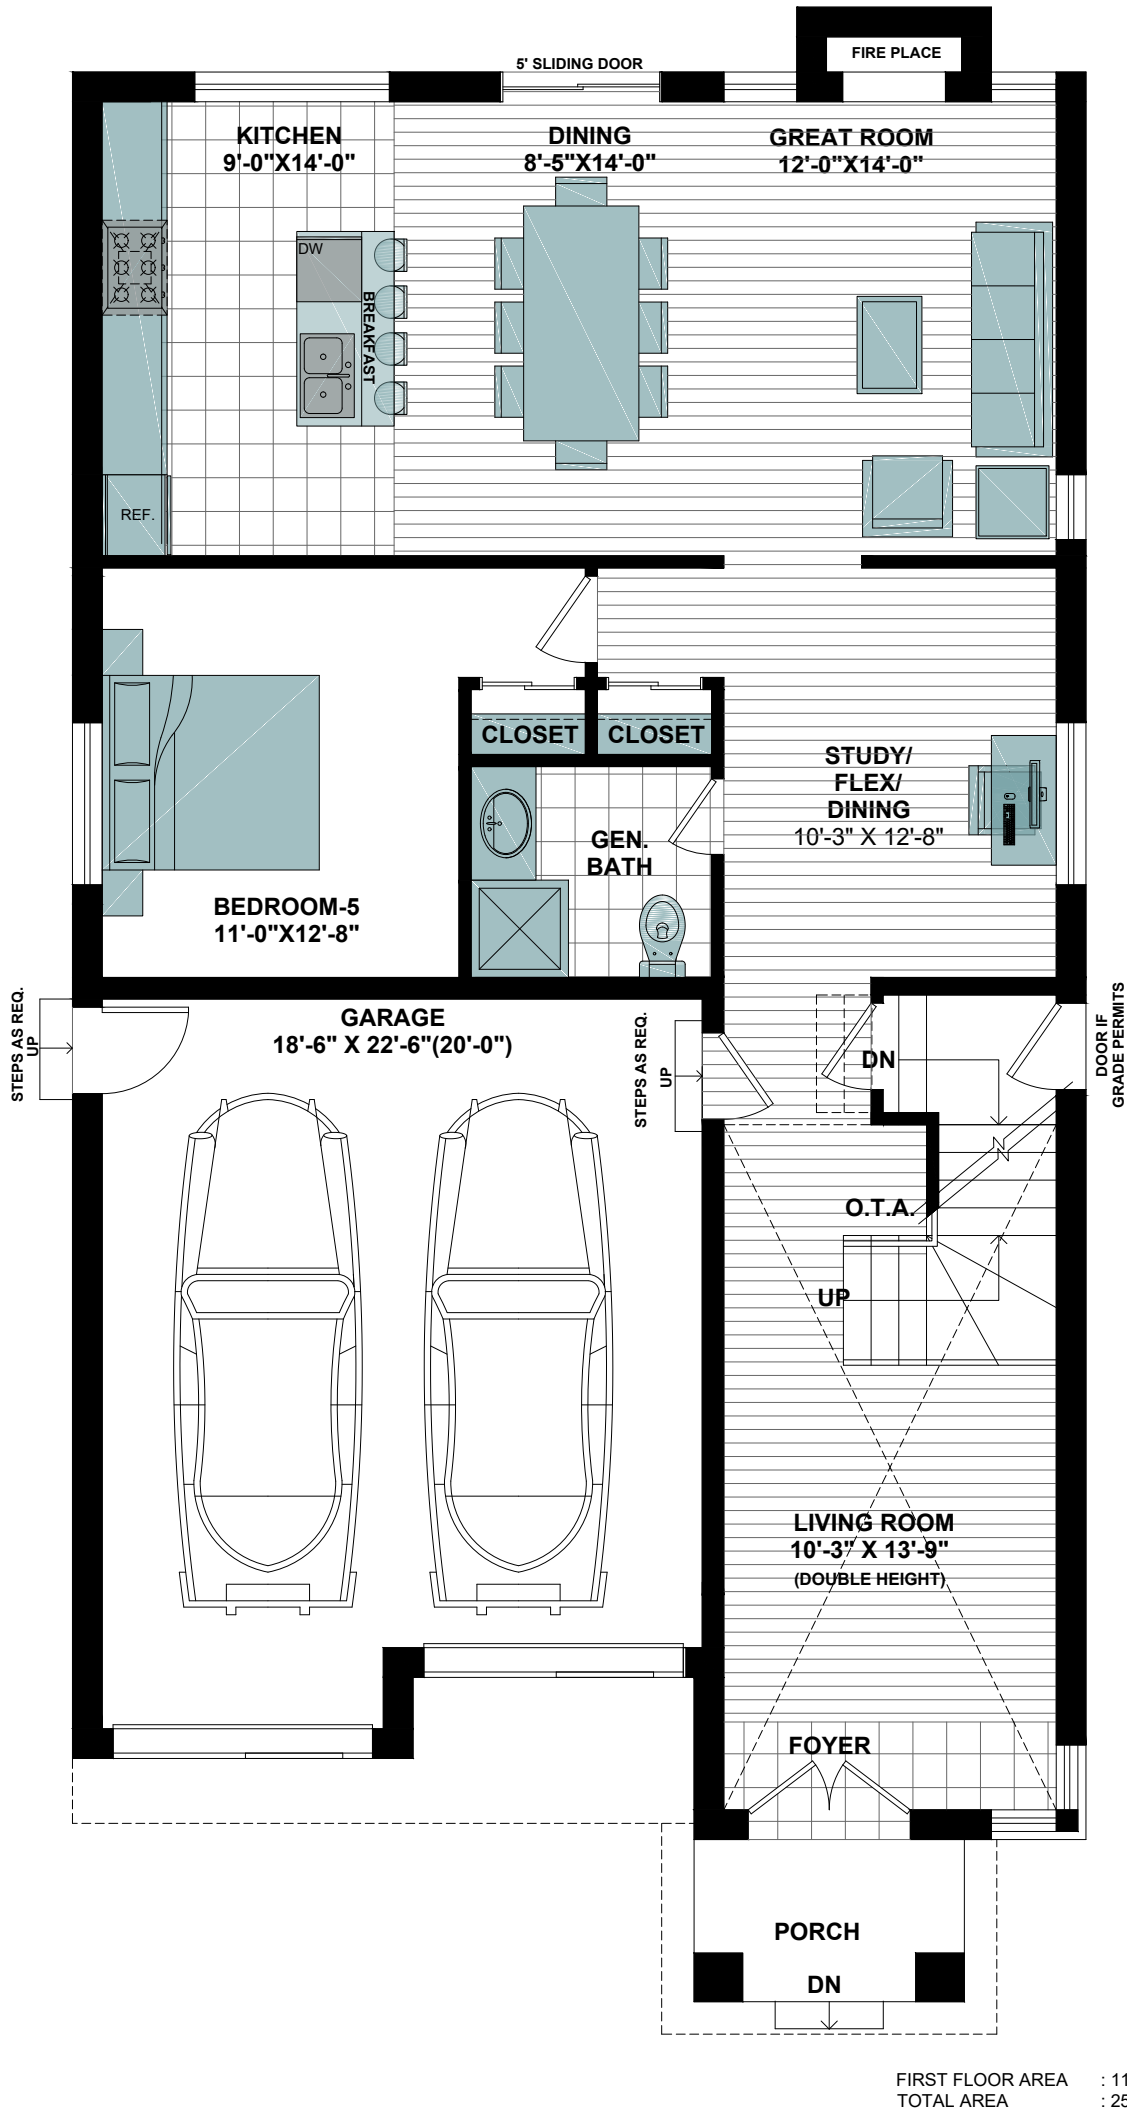 FIRE PLACE
5' SLIDING DOOR
KITCHEN
9'-0"X14'-0"
DINING
8'-5"X14'-0"
GREAT ROOM
12'-0"X14'-0"
DW
BREAKFAST
REF.
CLOSET
CLOSET
STUDY/
FLEX/
DINING
10'-3" X 12'-8"
GEN.
BATH
BEDROOM-5
11'-0"X12'-8"
STEPS AS REQ.
UP
GARAGE
18'-6" X 22'-6"(20'-0")
STEPS AS REQ.
UP
DN
DOOR IF
GRADE PERMITS
O.T.A.
UP
LIVING ROOM
10'-3" X 13'-9"
(DOUBLE HEIGHT)
FOYER
PORCH
DN
FIRST FLOOR AREA : 11
TOTAL AREA : 25